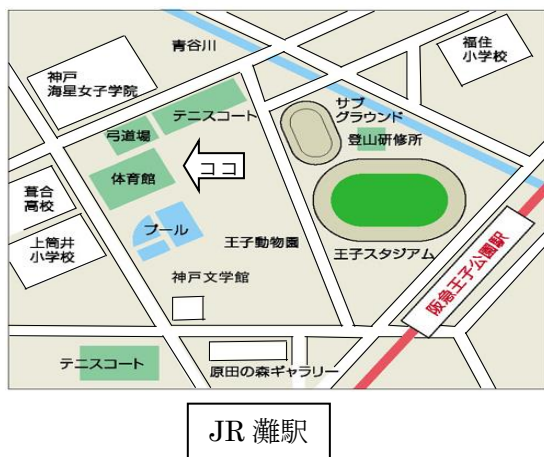 青谷川
福住
小学校
神戸
海星女子学院
テニスコート
サブ
グラウンド
弓道場
登山研修所
ココ
体育館
葺合
高校
プール
上筒井
小学校
王子動物園
王子スタジアム
阪急王子公園駅
神戸文学館
テニスコート
原田の森ギャラリー
JR 灘駅